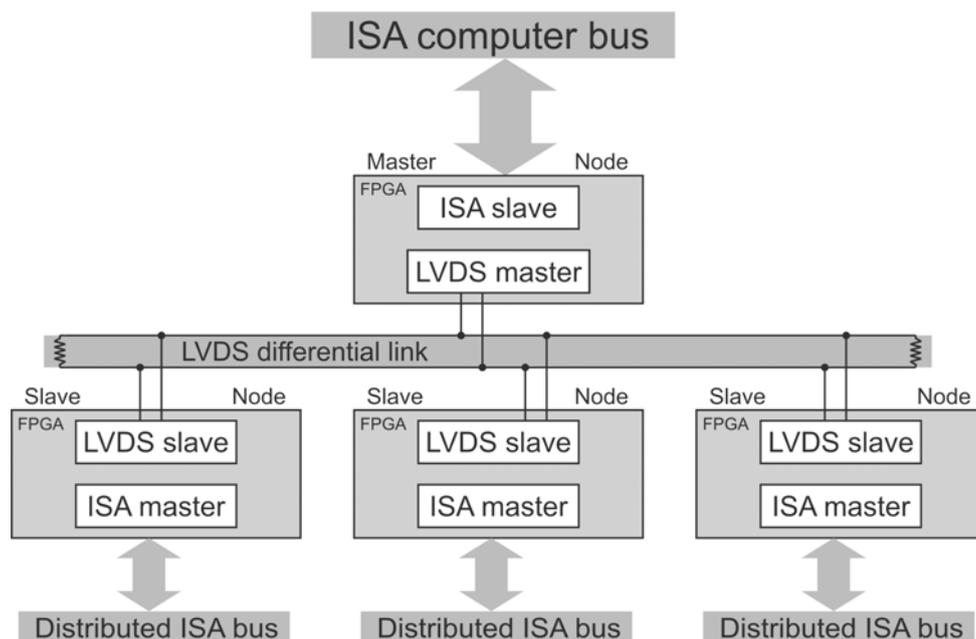 ISA computer bus
Master Node
FPGA
ISA slave
LVDS master
LVDS differential link
Slave Node Slave Node Slave Node
FPGA FPGA FPGA
LVDS slave LVDS slave LVDS slave
ISA master ISA master ISA master
Distributed ISA bus Distributed ISA bus Distributed ISA bus